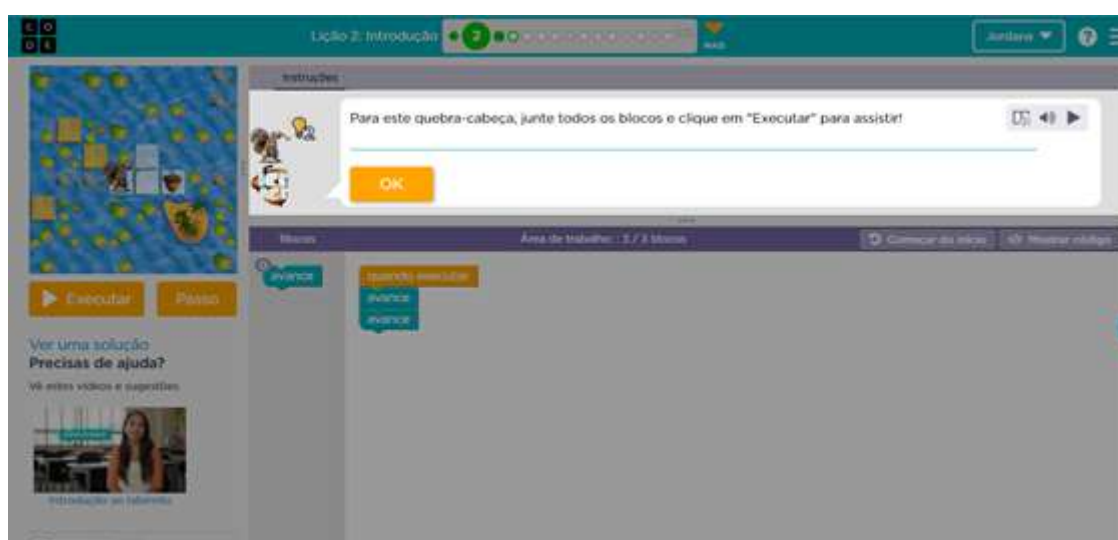 C O
D E
Lição 2: Introdução
2
MAIS
Jordana
?
Instruções
Para este quebra-cabeça, junte todos os blocos e clique em "Executar" para assistir!
OK
Blocos
Área de trabalho: 3 / 3 blocos
Começar do início
Mostrar código
avance
quando executar
avance
avance
Executar
Passo
Ver uma solução
Precisas de ajuda?
Vê estes vídeos e sugestões
Introdução ao labirinto